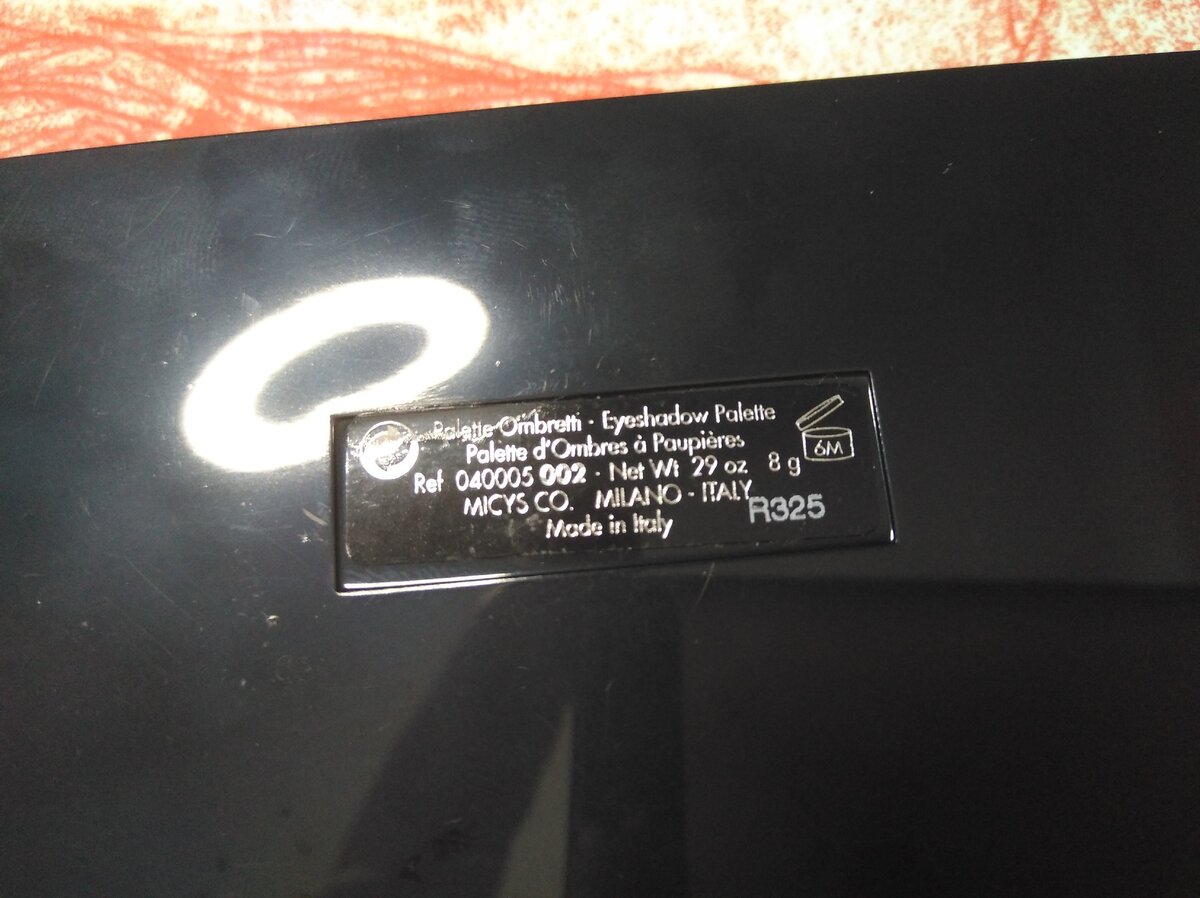 Palette Ombretti · Eyeshadow Palette
Palette d'Ombres à Paupières
6M
Ref 040005 002 · Net Wt 29 oz 8 g
MICYS CO. MILANO - ITALY
R325
Made in Italy